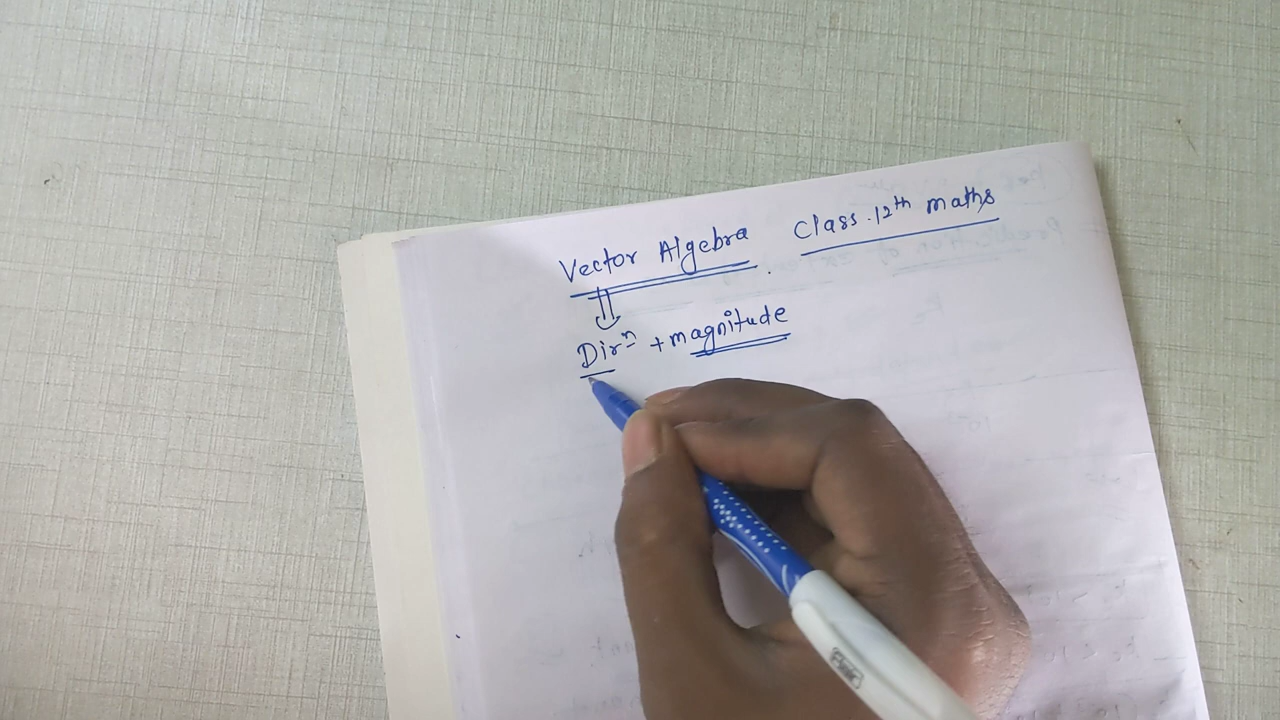 Vector Algebra. Class.12th maths
Dirⁿ + magnitude